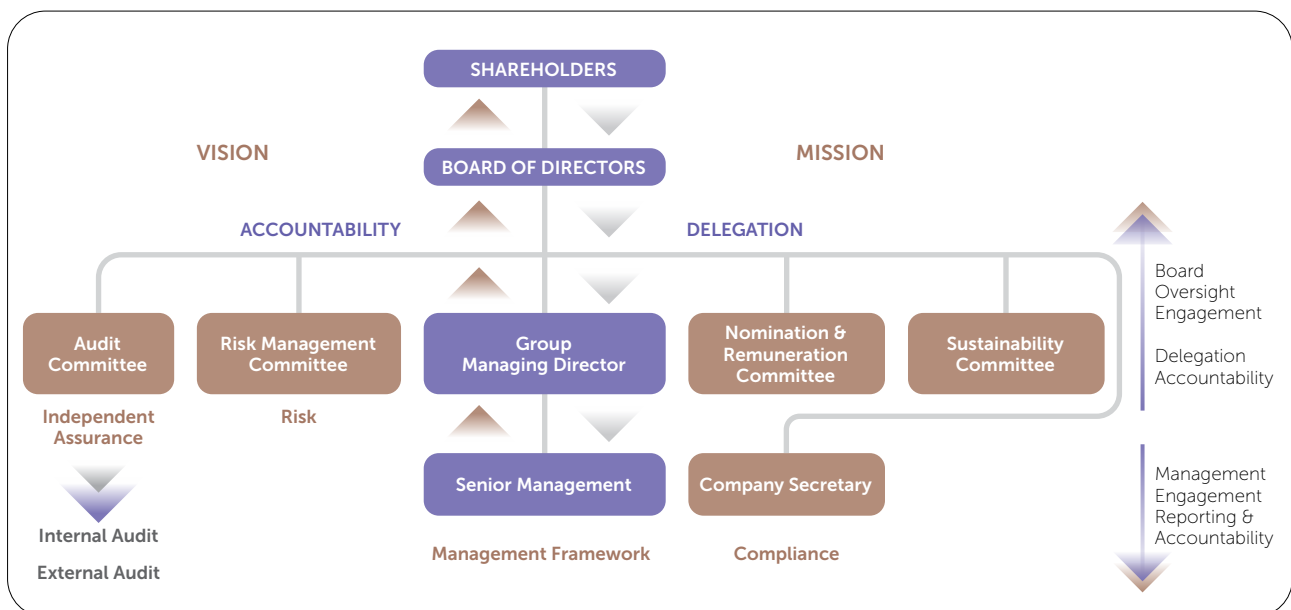 SHAREHOLDERS
VISION
MISSION
BOARD OF DIRECTORS
ACCOUNTABILITY
DELEGATION
Board
Oversight
Engagement
Delegation
Accountability
Audit
Committee
Risk Management
Committee
Group
Managing Director
Nomination &
Remuneration
Committee
Sustainability
Committee
Independent
Assurance
Risk
Senior Management
Company Secretary
Management
Engagement
Reporting &
Accountability
Internal Audit
External Audit
Management Framework
Compliance